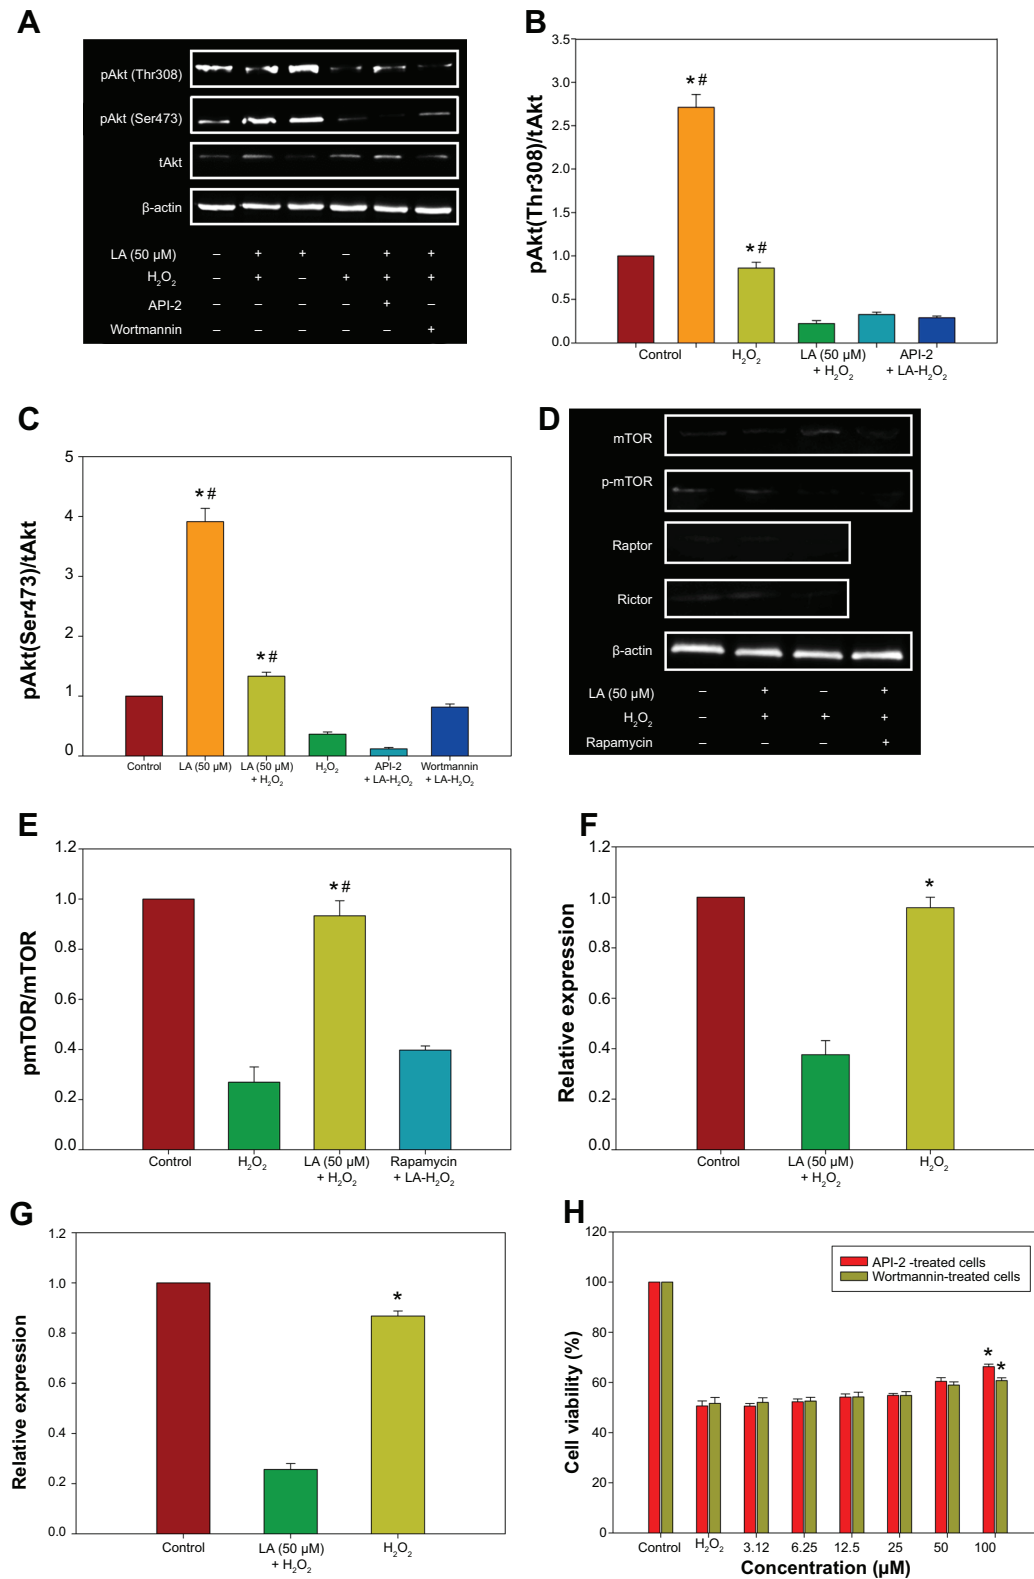 A
pAkt (Thr308)
pAkt (Ser473)
tAkt
β-actin
LA (50 µM) – + + – + +
H₂O₂ – + – + + +
API-2 – – – – + –
Wortmannin – – – – – +
B
pAkt(Thr308)/tAkt
3.5
3.0
2.5
2.0
1.5
1.0
0.5
0.0
*#
*#
Control H₂O₂ LA (50 µM) API-2
+ H₂O₂ + LA-H₂O₂
C
pAkt(Ser473)/tAkt
5
4
3
2
1
0
*#
*#
Control LA (50 µM) LA (50 µM) H₂O₂ API-2 Wortmannin
+ H₂O₂ + LA-H₂O₂ + LA-H₂O₂
D
mTOR
p-mTOR
Raptor
Rictor
β-actin
LA (50 µM) – + – +
H₂O₂ – + + +
Rapamycin – – – +
E
pmTOR/mTOR
1.2
1.0
0.8
0.6
0.4
0.2
0.0
*#
Control H₂O₂ LA (50 µM) Rapamycin
+ H₂O₂ + LA-H₂O₂
F
Relative expression
1.2
1.0
0.8
0.6
0.4
0.2
0.0
*
Control LA (50 µM) H₂O₂
+ H₂O₂
G
Relative expression
1.2
1.0
0.8
0.6
0.4
0.2
0.0
*
Control LA (50 µM) H₂O₂
+ H₂O₂
H
Cell viability (%)
120
100
80
60
40
20
0
API-2 -treated cells
Wortmannin-treated cells
*
*
Control H₂O₂ 3.12 6.25 12.5 25 50 100
Concentration (µM)